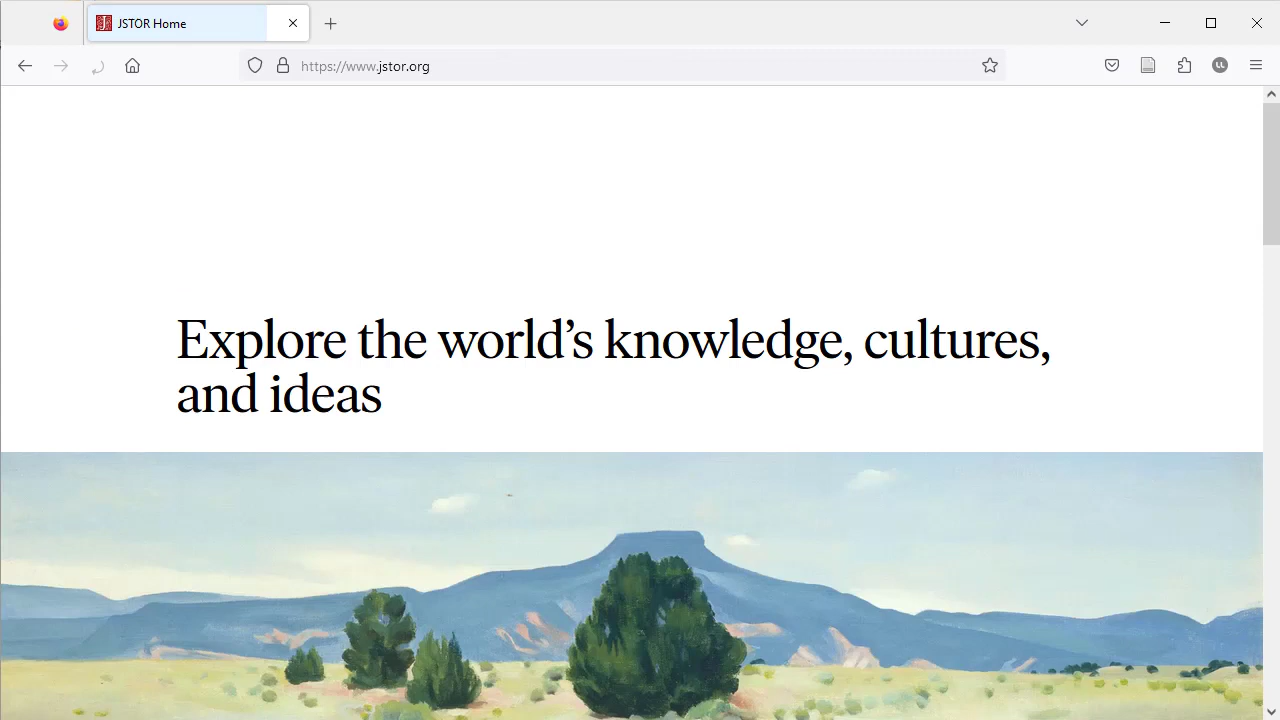 JSTOR Home
https://www.jstor.org
Explore the world’s knowledge, cultures,
and ideas